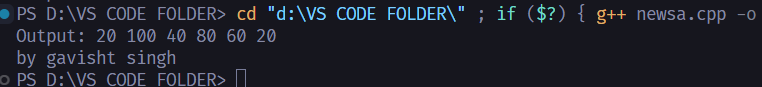 PS D:\VS CODE FOLDER> cd "d:\VS CODE FOLDER\" ; if ($?) { g++ newsa.cpp -o
Output: 20 100 40 80 60 20
by gavisht singh
PS D:\VS CODE FOLDER>